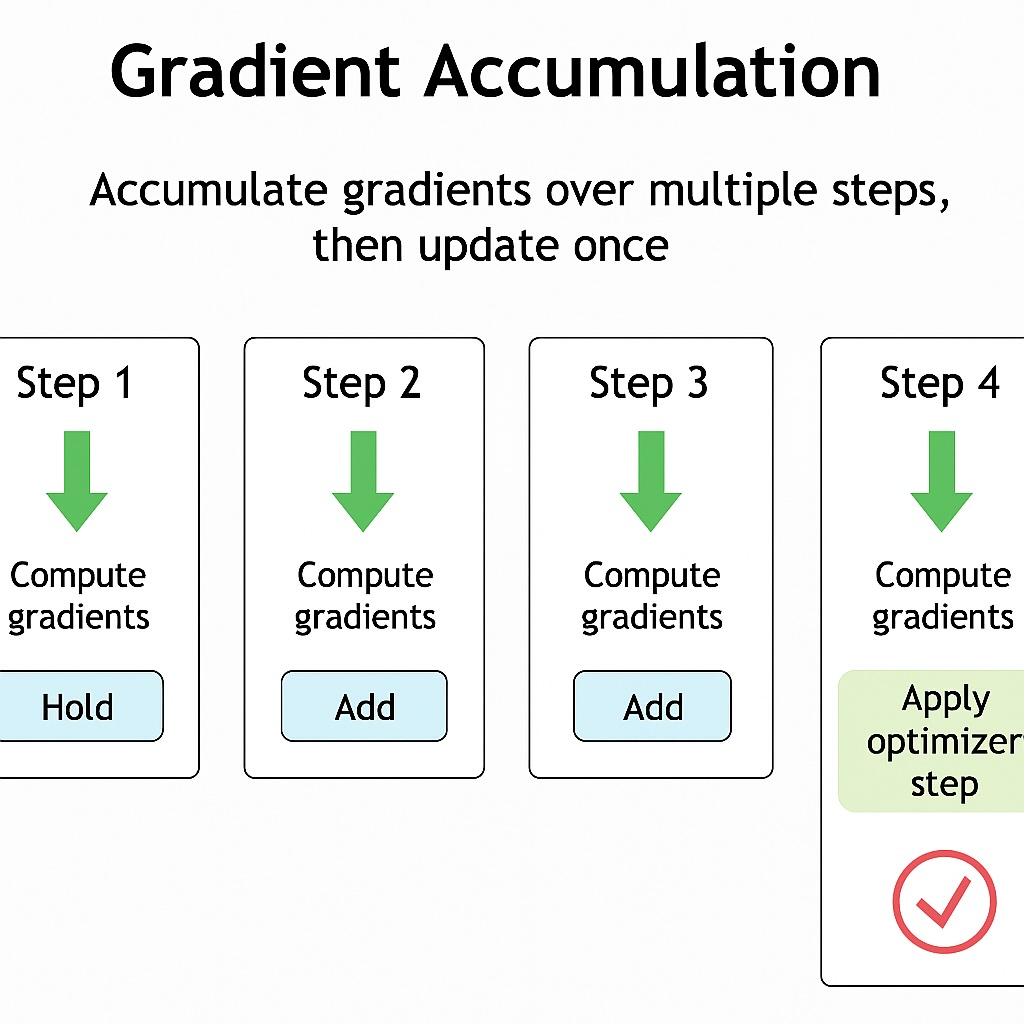 Gradient Accumulation
Accumulate gradients over multiple steps,
then update once
Step 1
Compute
gradients
Hold
Step 2
Compute
gradients
Add
Step 3
Compute
gradients
Add
Step 4
Compute
gradients
Apply
optimizer
step